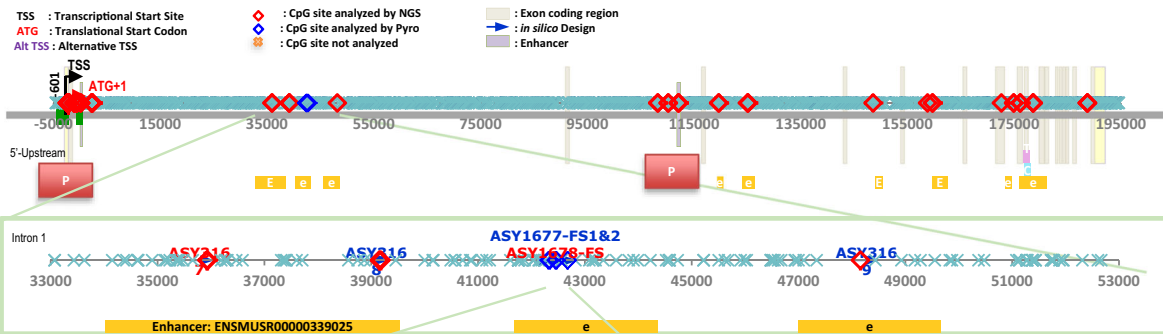 TSS : Transcriptional Start Site
ATG : Translational Start Codon
Alt TSS : Alternative TSS
: CpG site analyzed by NGS
: CpG site analyzed by Pyro
: CpG site not analyzed
: Exon coding region
: in silico Design
: Enhancer
-601
TSS
ATG+1
-5000 15000 35000 55000 75000 95000 115000 135000 155000 175000 195000
5'-Upstream
P P
E e e e e E E e
Intron 1
ASY1677-FS1&2
ASY316 ASY316 ASY1678-FS ASY316
7 8 9
33000 35000 37000 39000 41000 43000 45000 47000 49000 51000 53000
Enhancer: ENSMUSR00000339025 e e